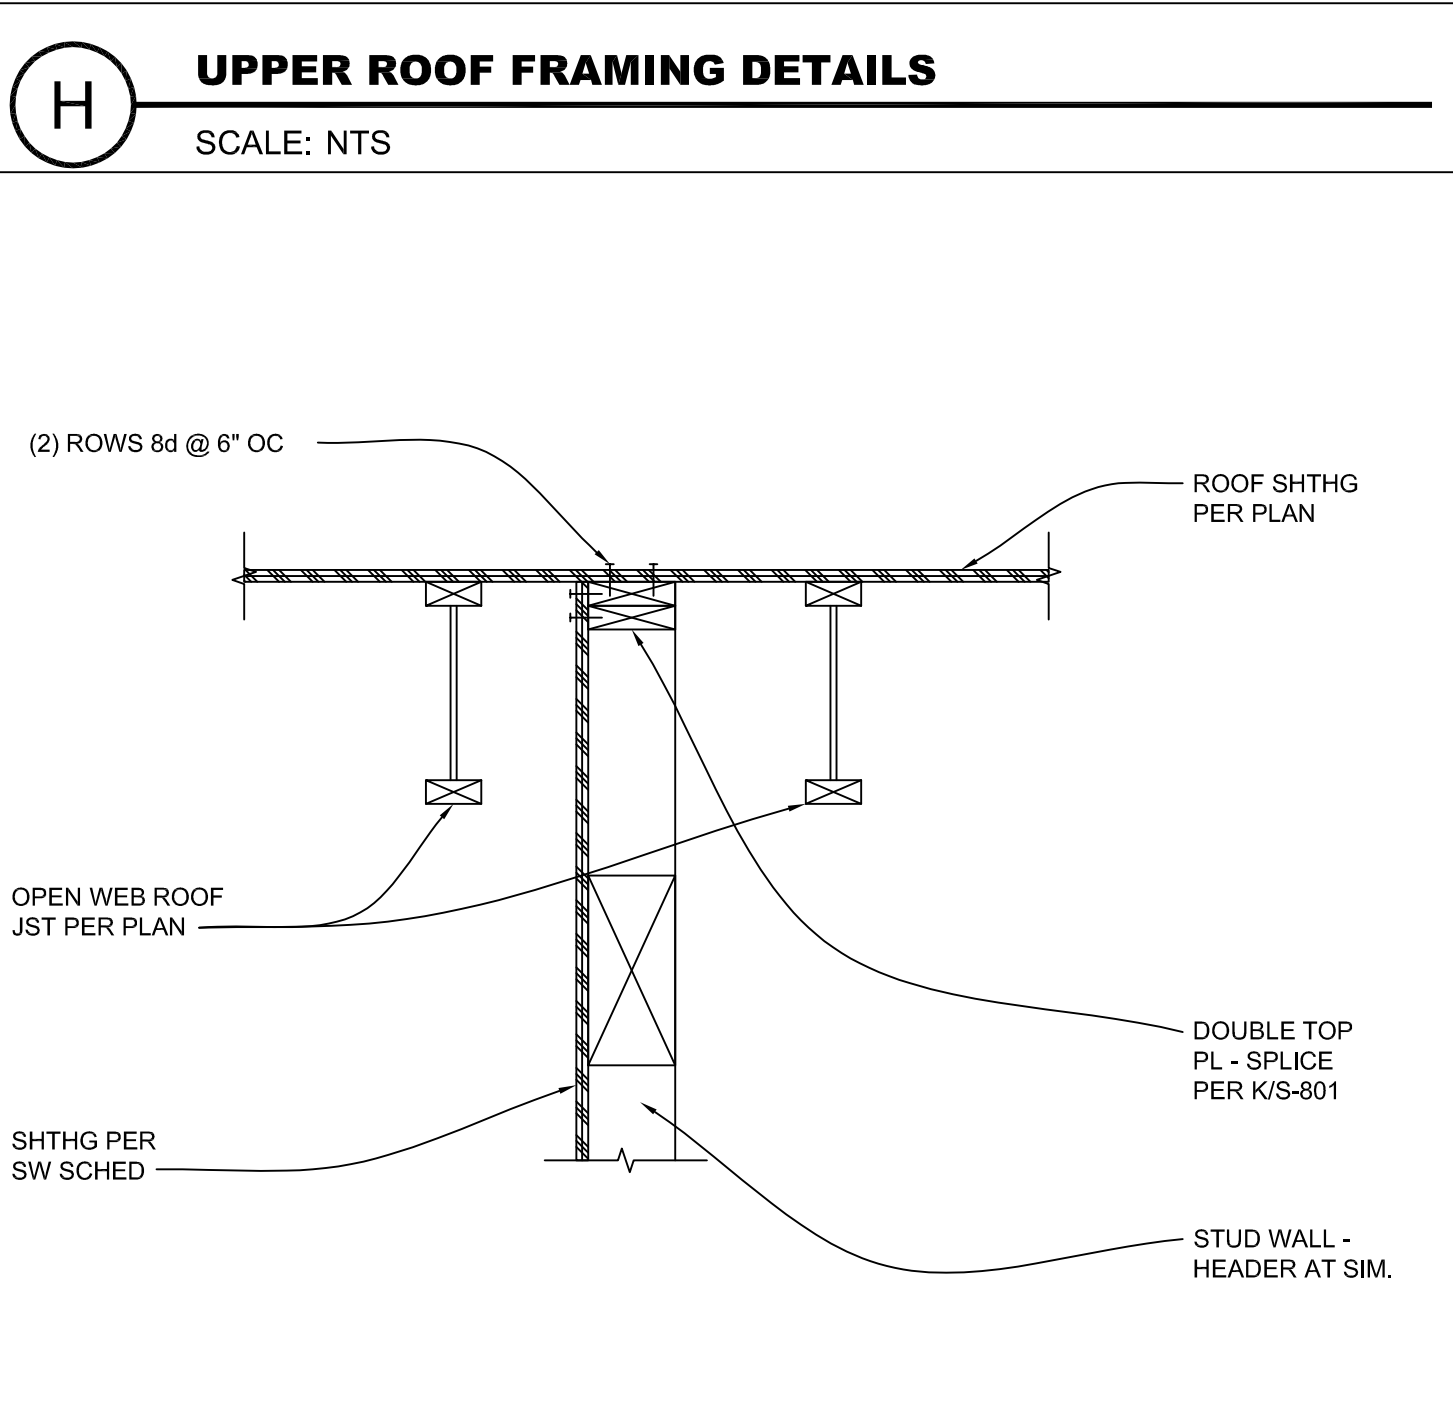 H
UPPER ROOF FRAMING DETAILS
SCALE: NTS
(2) ROWS 8d @ 6" OC
ROOF SHTHG
PER PLAN
OPEN WEB ROOF
JST PER PLAN
DOUBLE TOP
PL - SPLICE
PER K/S-801
SHTHG PER
SW SCHED
STUD WALL -
HEADER AT SIM.